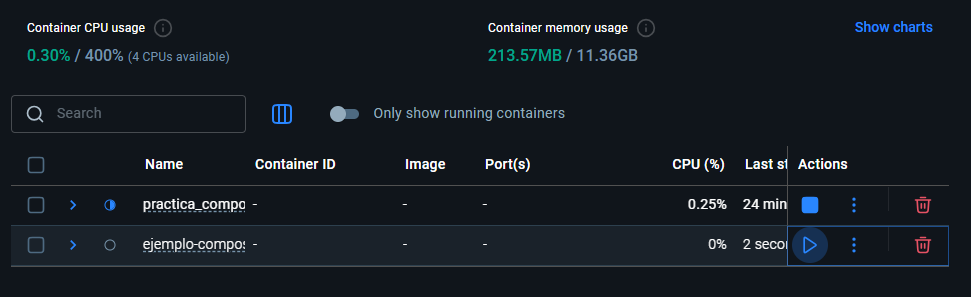 Container CPU usage
0.30% / 400% (4 CPUs available)
Container memory usage
213.57MB / 11.36GB
Show charts
Search
Only show running containers
Name Container ID Image Port(s) CPU (%) Last st Actions
practica_compo - - - 0.25% 24 min
ejemplo-compos - - - 0% 2 secon